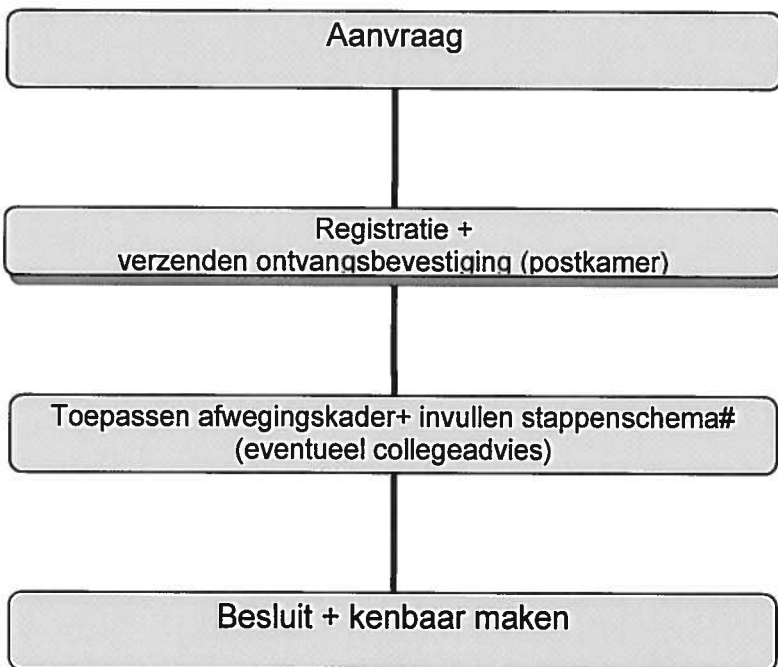 Aanvraag
Registratie +
verzenden ontvangsbevestiging (postkamer)
Toepassen afwegingskader+ invullen stappenschema#
(eventueel collegeadvies)
Besluit + kenbaar maken